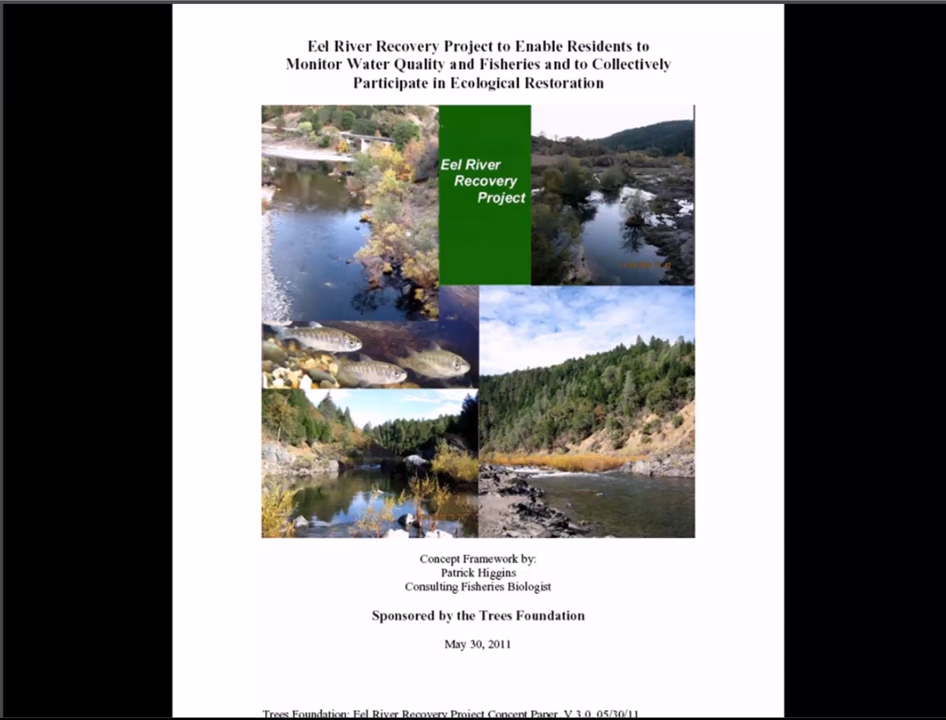 Eel River Recovery Project to Enable Residents to
Monitor Water Quality and Fisheries and to Collectively
Participate in Ecological Restoration
Eel River
Recovery
Project
Concept Framework by:
Patrick Higgins
Consulting Fisheries Biologist
Sponsored by the Trees Foundation
May 30, 2011
Trees Foundation: Eel River Recovery Project Concept Paper, V 3.0, 05/30/11